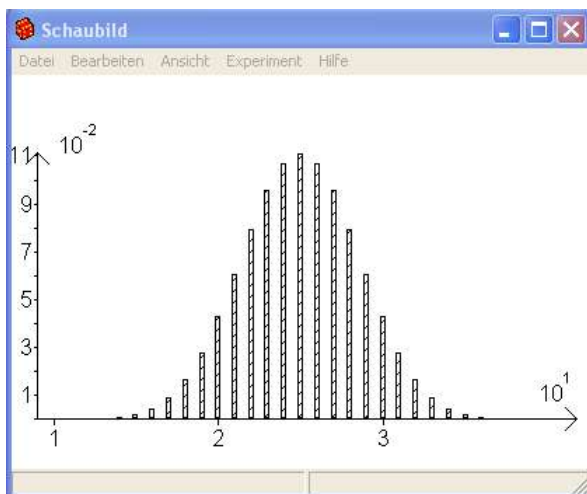 Schaubild
Datei Bearbeiten Ansicht Experiment Hilfe
10^-2
11
9
7
5
3
1
10^1
1 2 3